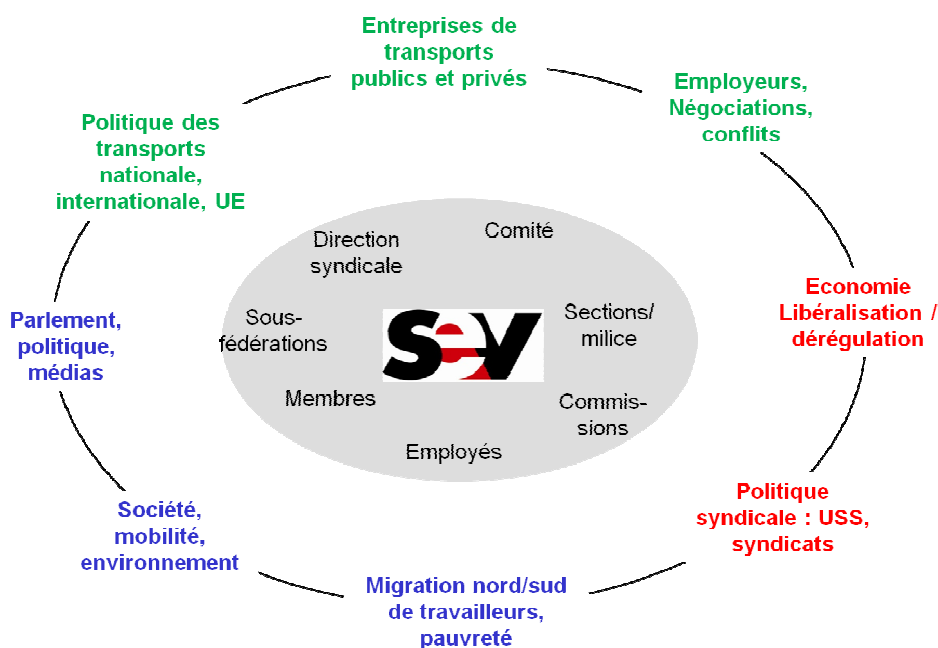 Entreprises de
transports
publics et privés
Employeurs,
Négociations,
conflits
Politique des
transports
nationale,
internationale, UE
Comité
Direction
syndicale
Economie
Libéralisation /
dérégulation
Sections/
milice
Sous-
fédérations
sev
Parlement,
politique,
médias
Membres
Commis-
sions
Employés
Politique
syndicale : USS,
syndicats
Société,
mobilité,
environnement
Migration nord/sud
de travailleurs,
pauvreté